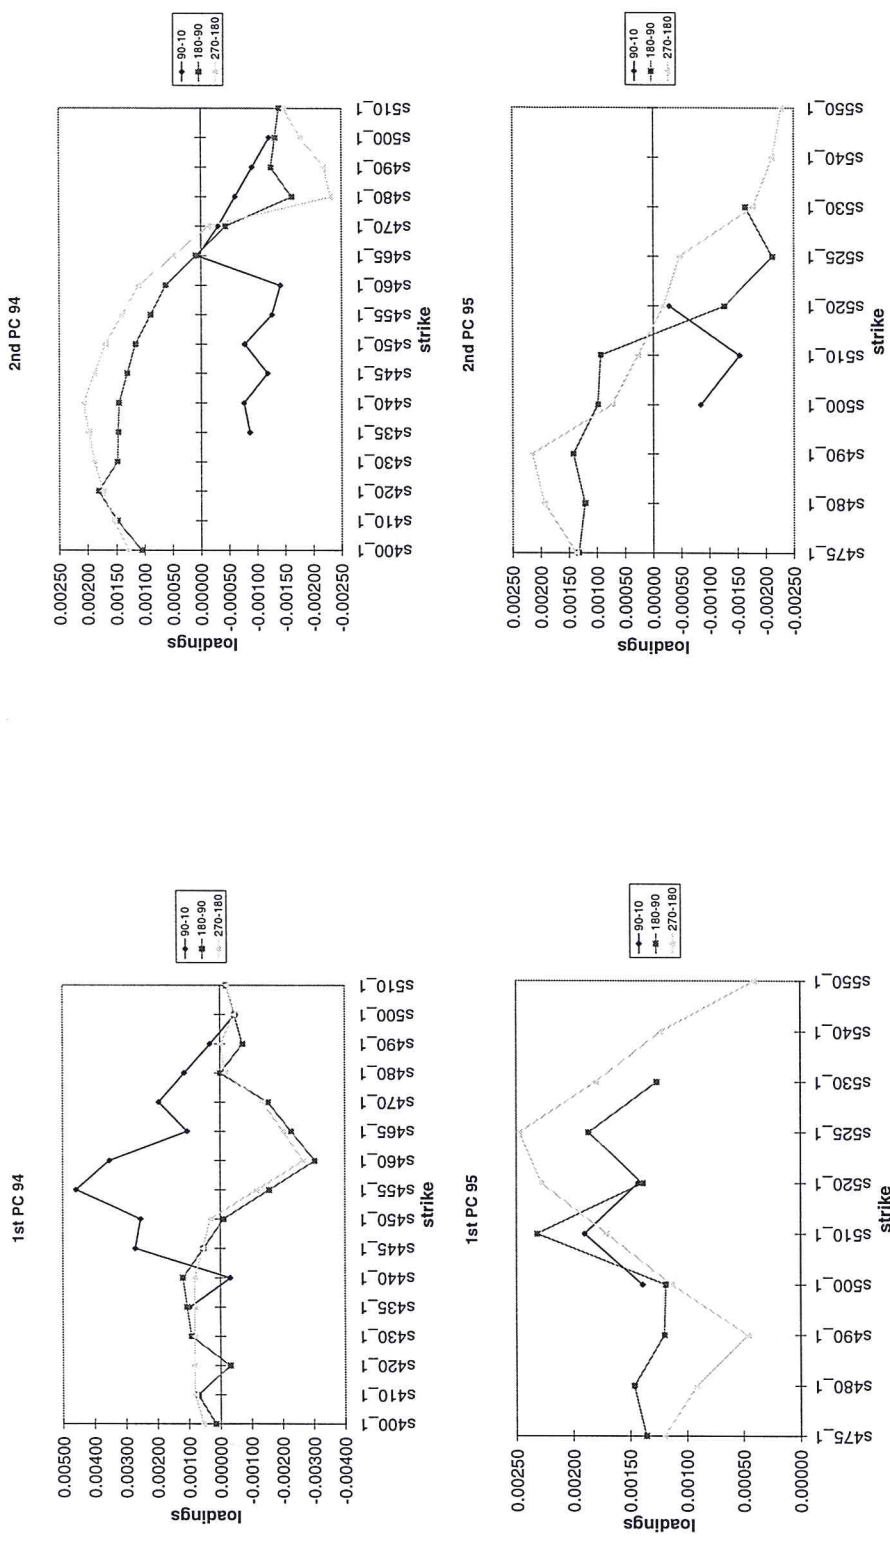 1st PC 94
90-10
180-90
270-180
0.00500
0.00400
0.00300
0.00200
0.00100
0.00000
-0.00100
-0.00200
-0.00300
-0.00400
loadings
s400_1
s410_1
s420_1
s430_1
s435_1
s440_1
s445_1
s450_1
s455_1
s460_1
s465_1
s470_1
s480_1
s490_1
s500_1
s510_1
strike
2nd PC 94
90-10
180-90
270-180
0.00250
0.00200
0.00150
0.00100
0.00050
0.00000
-0.00050
-0.00100
-0.00150
-0.00200
-0.00250
loadings
s400_1
s410_1
s420_1
s430_1
s435_1
s440_1
s445_1
s450_1
s455_1
s460_1
s465_1
s470_1
s480_1
s490_1
s500_1
s510_1
strike
1st PC 95
90-10
180-90
270-180
0.00250
0.00200
0.00150
0.00100
0.00050
0.00000
loadings
s475_1
s480_1
s490_1
s500_1
s510_1
s520_1
s525_1
s530_1
s540_1
s550_1
strike
2nd PC 95
90-10
180-90
270-180
0.00250
0.00200
0.00150
0.00100
0.00050
0.00000
-0.00050
-0.00100
-0.00150
-0.00200
-0.00250
loadings
s475_1
s480_1
s490_1
s500_1
s510_1
s520_1
s525_1
s530_1
s540_1
s550_1
strike